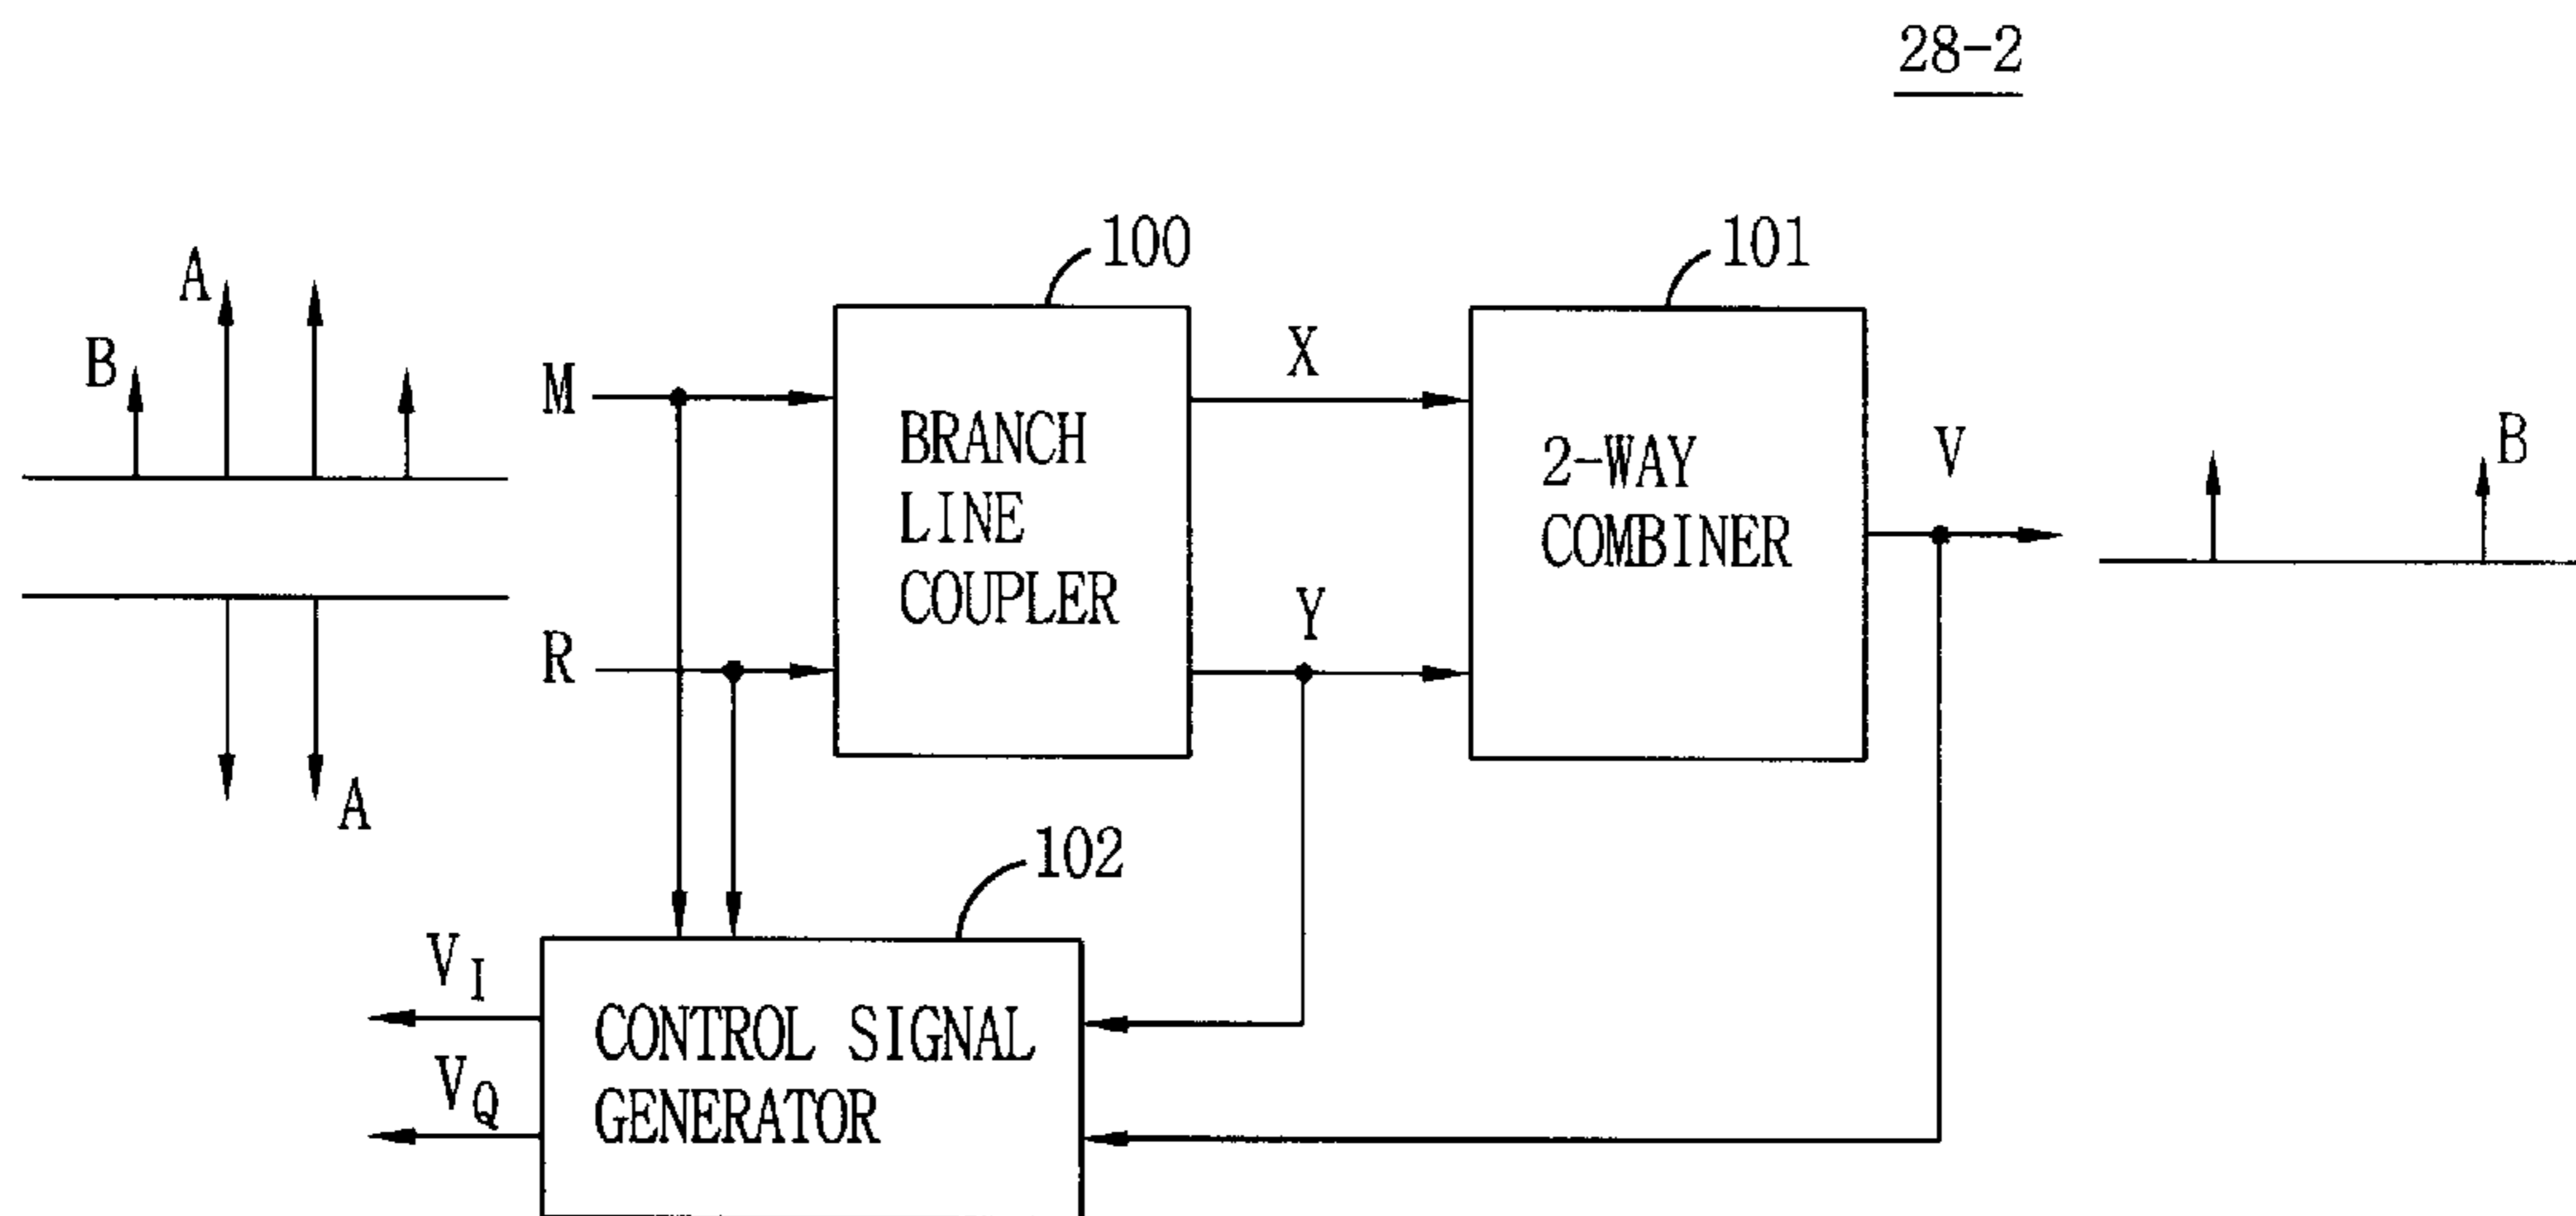 28-2
100
101
A
B
M
X
BRANCH
LINE
COUPLER
2-WAY
COMBINER
V
B
R
Y
A
102
VI
VQ
CONTROL SIGNAL
GENERATOR